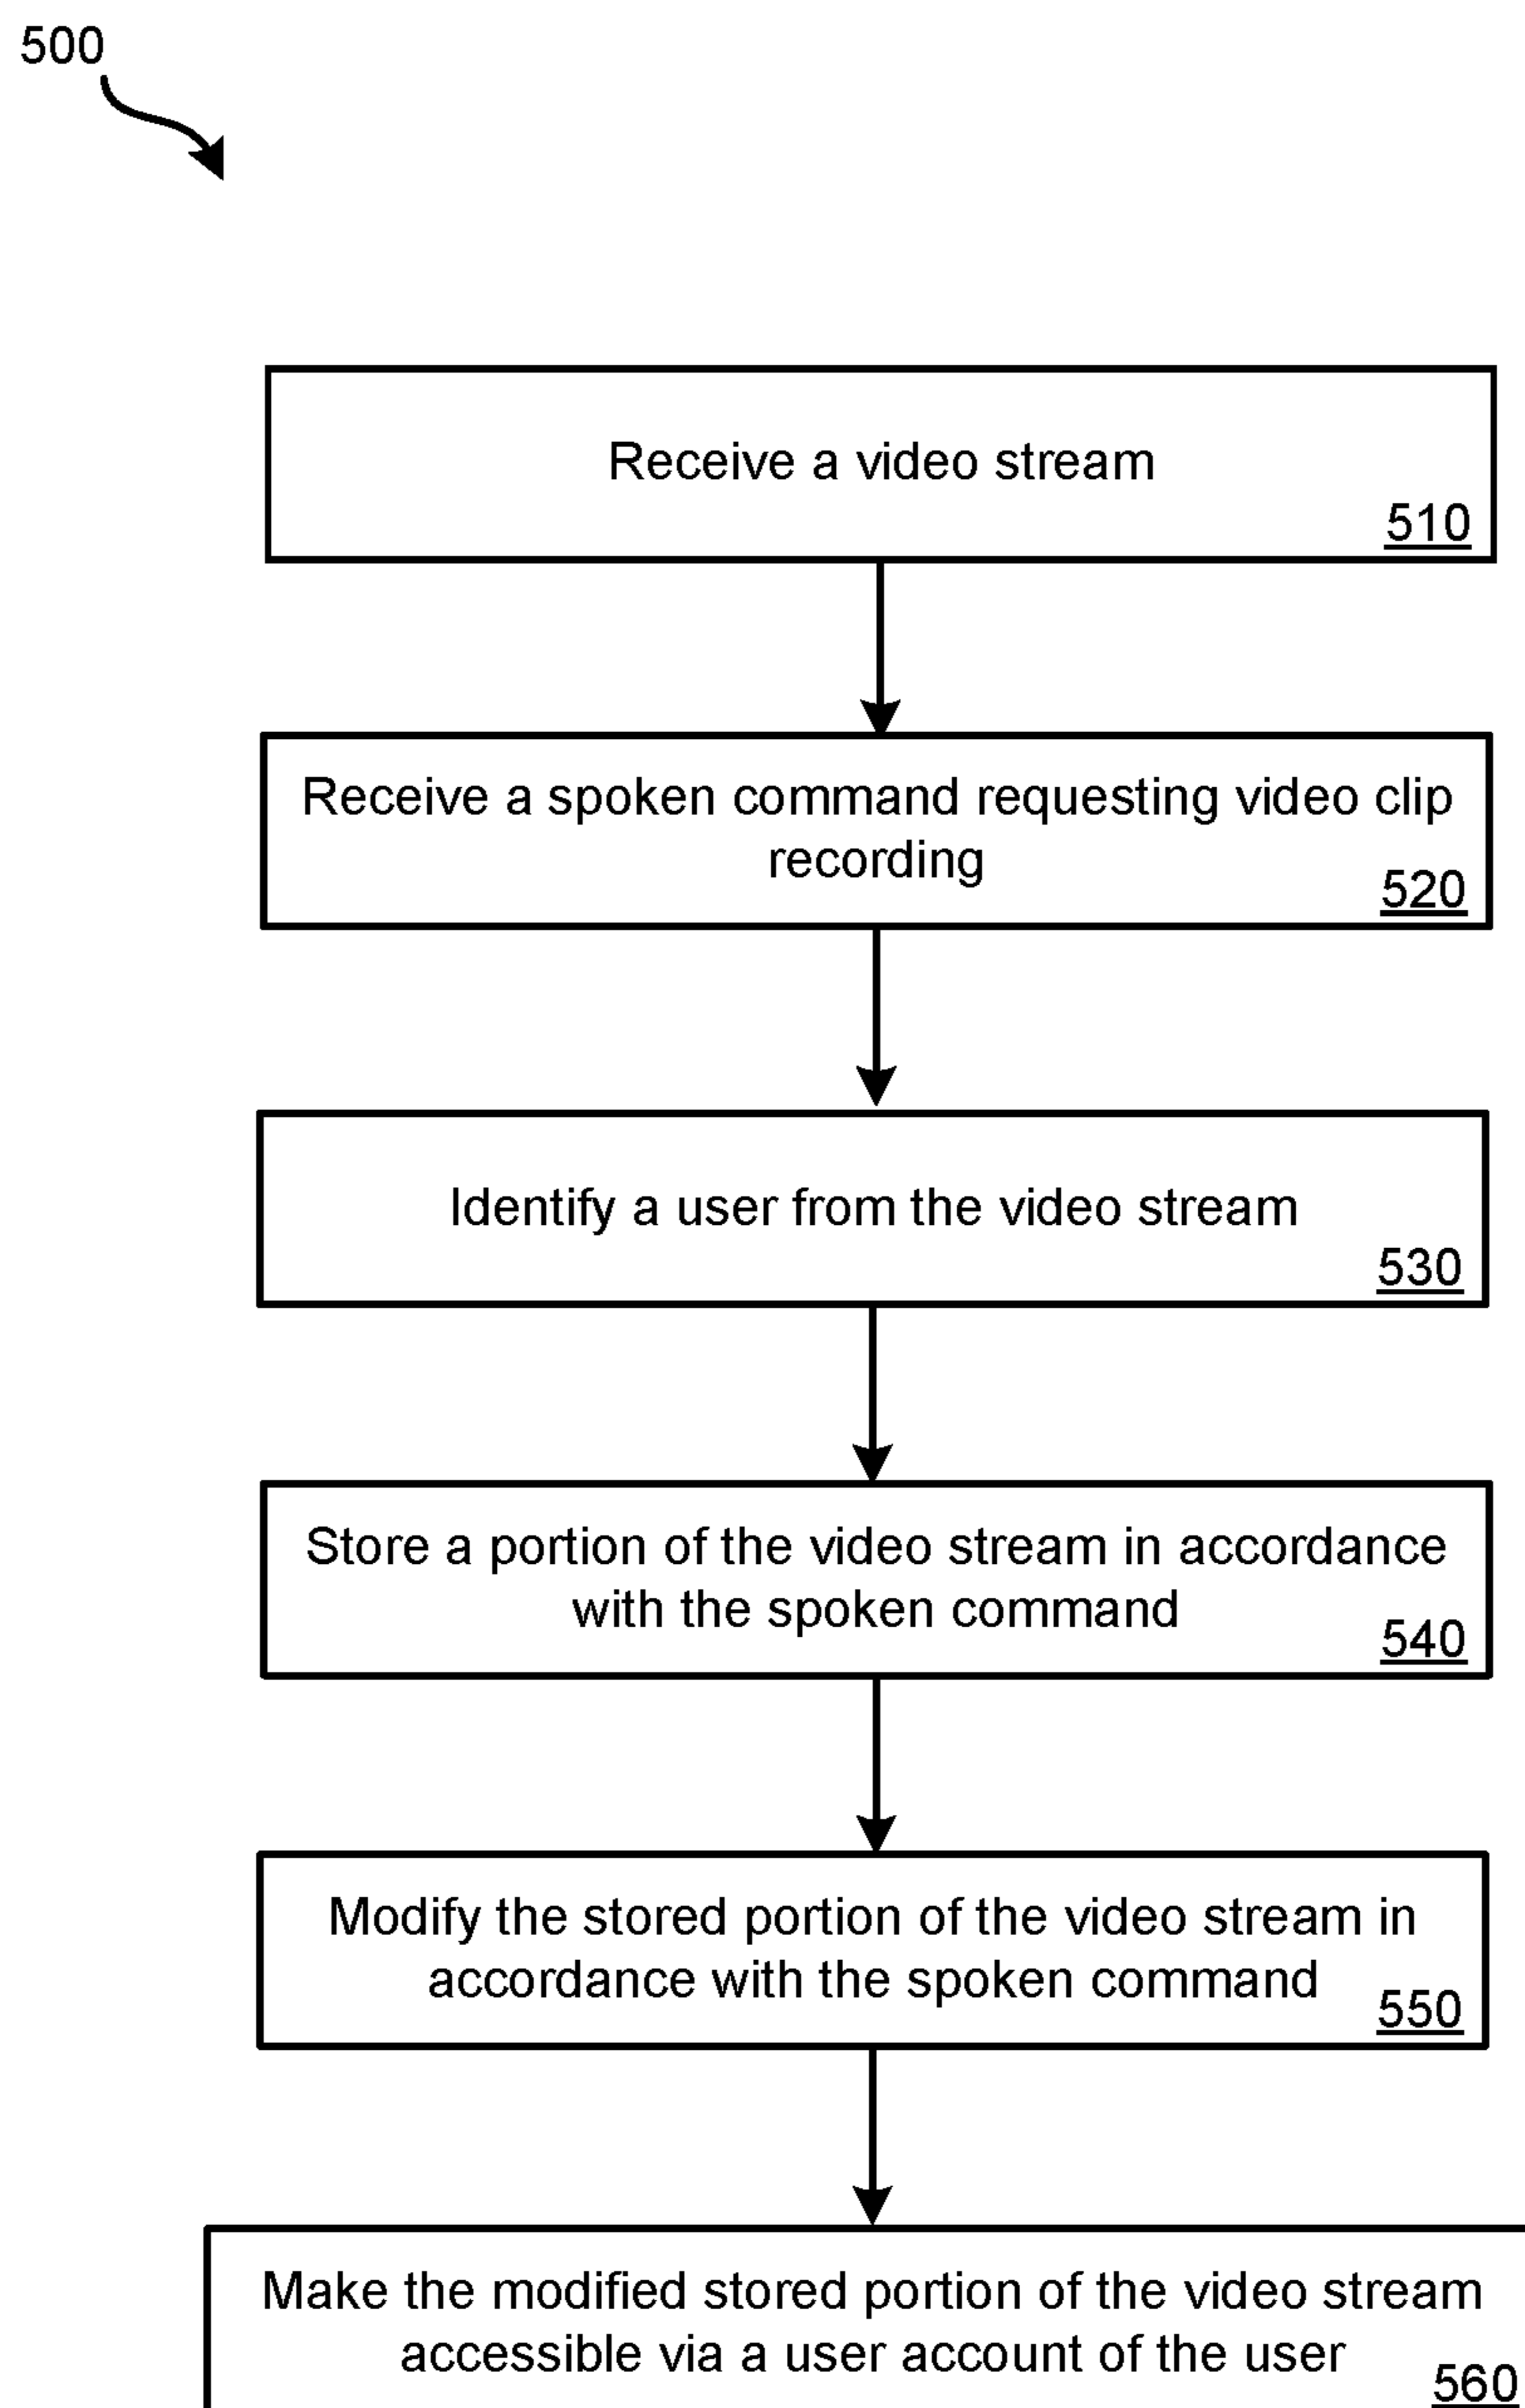 500
Receive a video stream
510
Receive a spoken command requesting video clip
recording
520
Identify a user from the video stream
530
Store a portion of the video stream in accordance
with the spoken command
540
Modify the stored portion of the video stream in
accordance with the spoken command
550
Make the modified stored portion of the video stream
accessible via a user account of the user
560